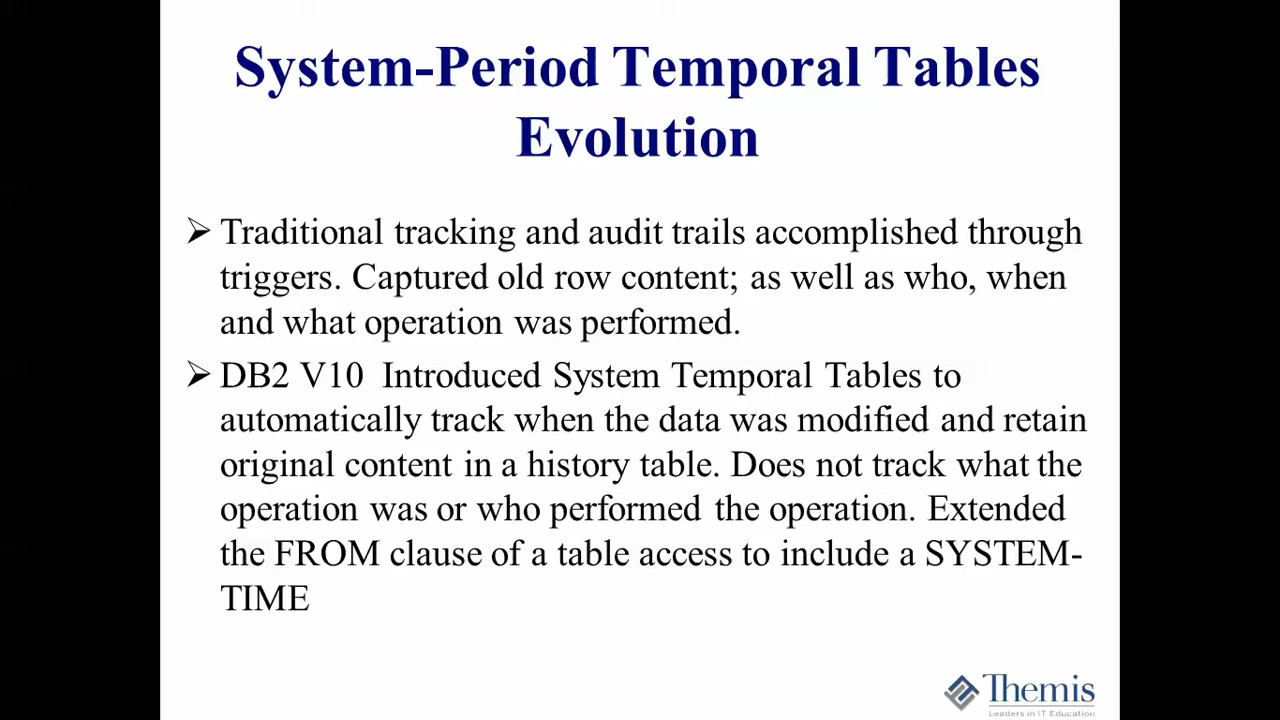 System-Period Temporal Tables
Evolution
➢ Traditional tracking and audit trails accomplished through
triggers. Captured old row content; as well as who, when
and what operation was performed.
➢ DB2 V10  Introduced System Temporal Tables to
automatically track when the data was modified and retain
original content in a history table. Does not track what the
operation was or who performed the operation. Extended
the FROM clause of a table access to include a SYSTEM-
TIME
Themis
Leaders in IT Education